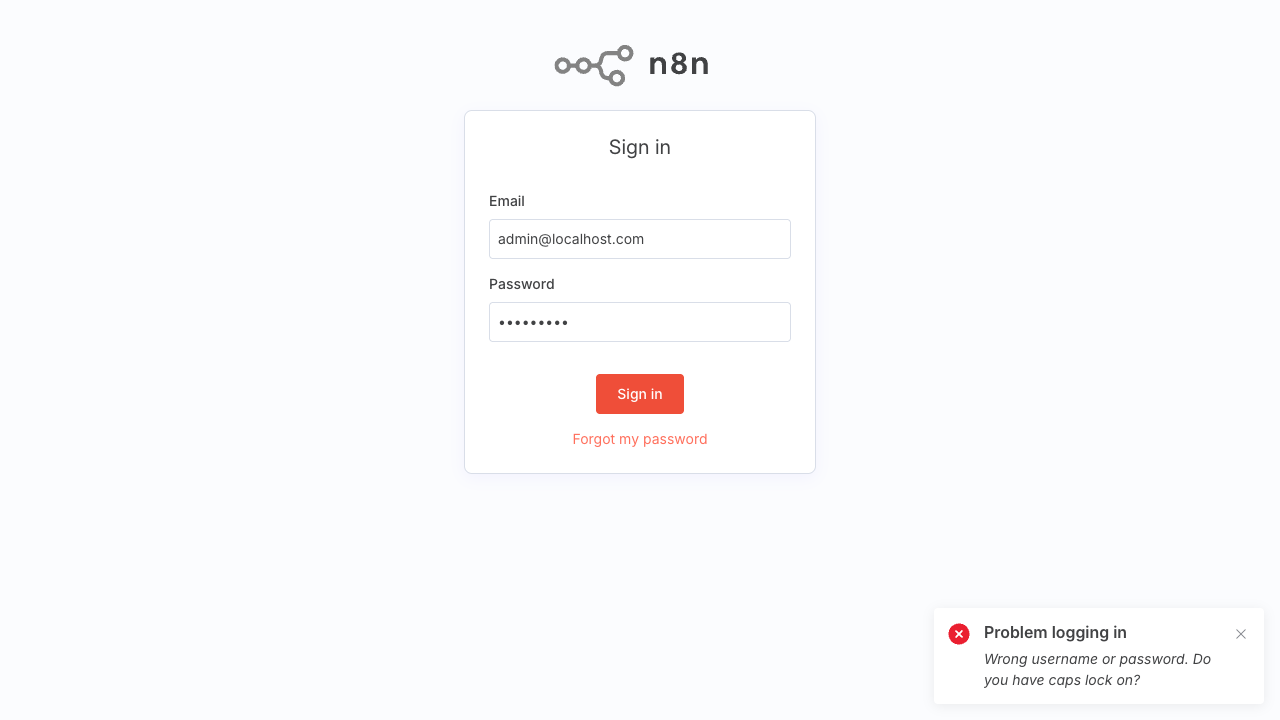 n8n
Sign in
Email
admin@localhost.com
Password
•••••••••
Sign in
Forgot my password
Problem logging in
Wrong username or password. Do
you have caps lock on?